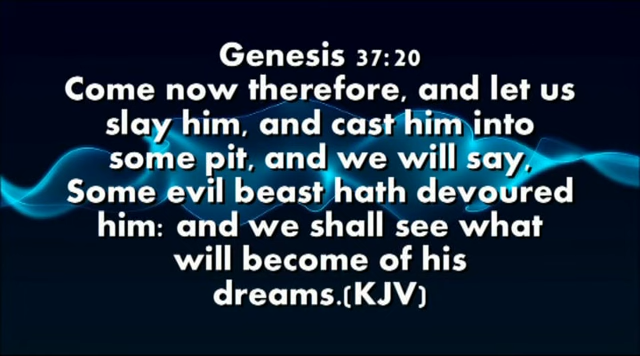 Genesis 37:20
Come now therefore, and let us
slay him, and cast him into
some pit, and we will say,
Some evil beast hath devoured
him: and we shall see what
will become of his
dreams.(KJV)